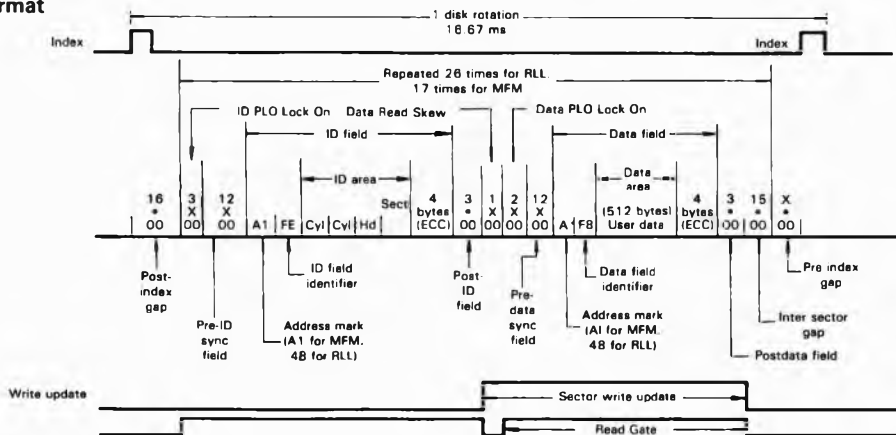 rmat
1 disk rotation
16.67 ms
Index
Index
Repeated 26 times for RLL.
17 times for MFM
ID PLO Lock On Data Read Skew Data PLO Lock On
ID field Data field
ID area Data area
16 • 00
3 X 00
12 X 00
A1 FE Cyl Cyl Hd Sect
4 bytes (ECC)
3 • 00
1 X 00
2 X 00
12 X 00
A F8
(512 bytes) User data
4 bytes (ECC)
3 • 00
15 • 00
X • 00
Post-index gap
Pre-ID sync field
ID field identifier
Address mark
(A1 for MFM.
48 for RLL)
Post-ID field
Pre-data sync field
Data field identifier
Address mark
(AI for MFM.
48 for RLL)
Pre index gap
Inter sector gap
Postdata field
Write update
Sector write update
Read Gate